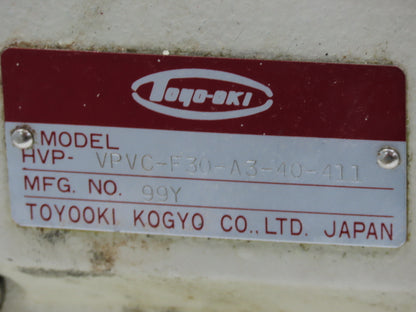 TOYO-OKI
MODEL
HVP- VPVC-F30-A3-40-411
MFG. NO. 99Y
TOYOOKI KOGYO CO.,LTD. JAPAN